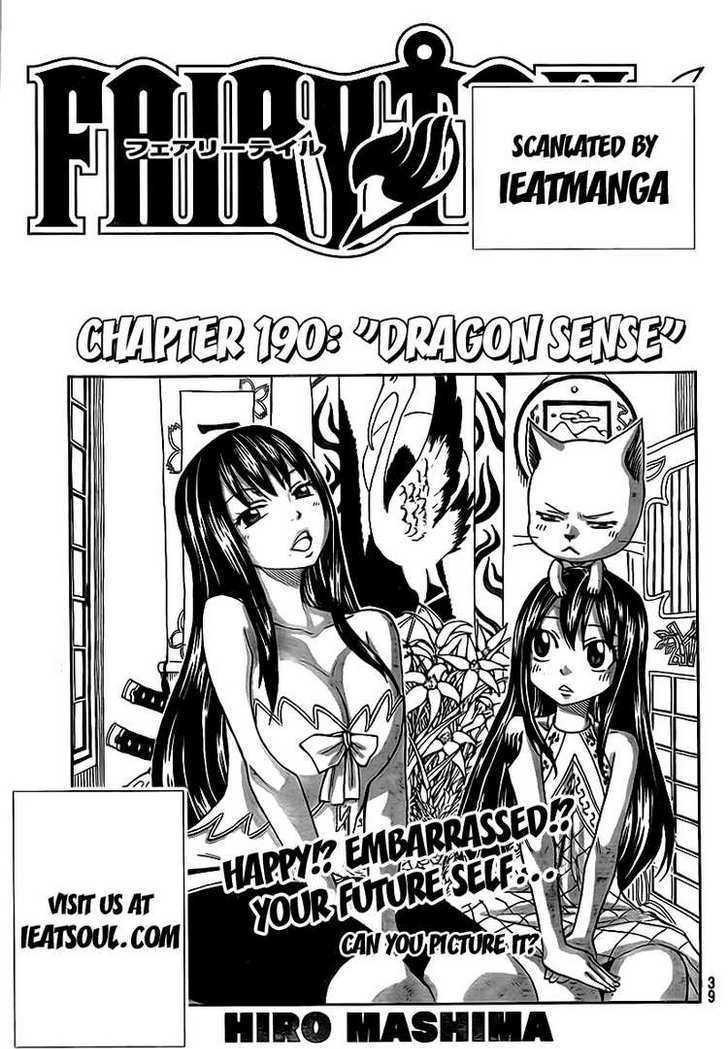 FAIRY T
フェアリーテイル
SCANLATED BY
IEATMANGA
CHAPTER 190: "DRAGON SENSE"
一
HAPPY!? EMBARRASSED!?
YOUR FUTURE SELF...
CAN YOU PICTURE IT?
VISIT US AT
IEATSOUL.COM
39
HIRO MASHIMA